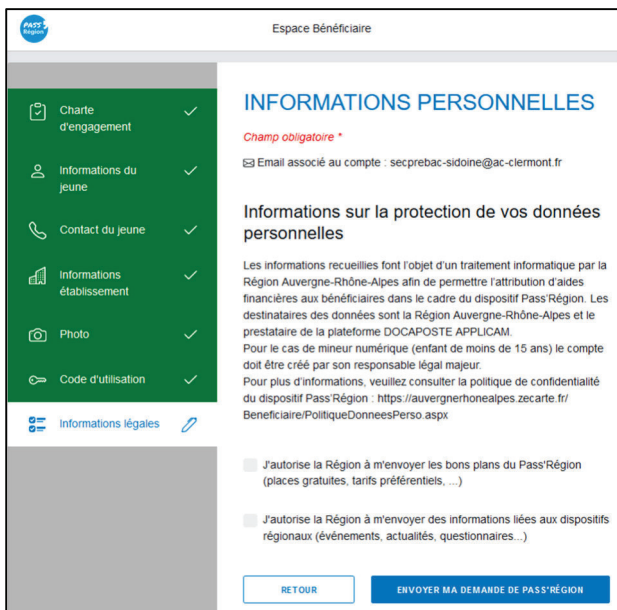 PASS'
Région
Espace Bénéficiaire
Charte
d'engagement
Informations du
jeune
Contact du jeune
Informations
établissement
Photo
Code d'utilisation
Informations légales
INFORMATIONS PERSONNELLES
Champ obligatoire *
Email associé au compte : secprebac-sidoine@ac-clermont.fr
Informations sur la protection de vos données
personnelles
Les informations recueillies font l'objet d'un traitement informatique par la
Région Auvergne-Rhône-Alpes afin de permettre l'attribution d'aides
financières aux bénéficiaires dans le cadre du dispositif Pass'Région. Les
destinataires des données sont la Région Auvergne-Rhône-Alpes et le
prestataire de la plateforme DOCAPOSTE APPLICAM.
Pour le cas de mineur numérique (enfant de moins de 15 ans) le compte
doit être créé par son responsable légal majeur.
Pour plus d'informations, veuillez consulter la politique de confidentialité
du dispositif Pass'Région : https://auvergnerhonealpes.zecarte.fr/
Beneficiaire/PolitiqueDonneesPerso.aspx
J'autorise la Région à m'envoyer les bons plans du Pass'Région
(places gratuites, tarifs préférentiels, ...)
J'autorise la Région à m'envoyer des informations liées aux dispositifs
régionaux (événements, actualités, questionnaires...)
RETOUR
ENVOYER MA DEMANDE DE PASS'RÉGION